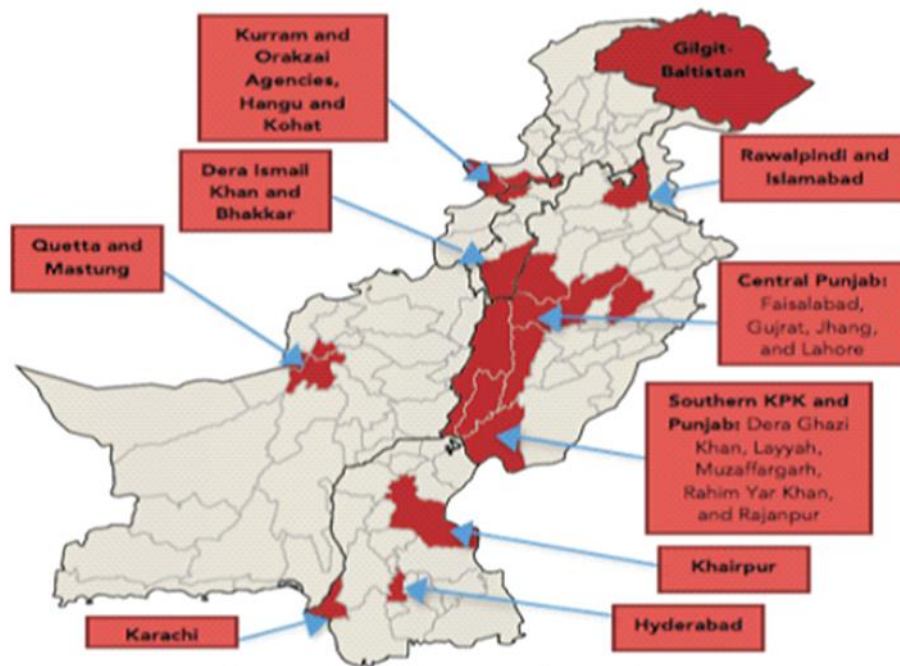 Kurram and
Orakzai
Agencies,
Hangu and
Kohat
Gilgit-
Baltistan
Dera Ismail
Khan and
Bhakkar
Rawalpindi and
Islamabad
Quetta and
Mastung
Central Punjab:
Faisalabad,
Gujrat, Jhang,
and Lahore
Southern KPK and
Punjab: Dera Ghazi
Khan, Layyah,
Muzaffargarh,
Rahim Yar Khan,
and Rajanpur
Khairpur
Hyderabad
Karachi